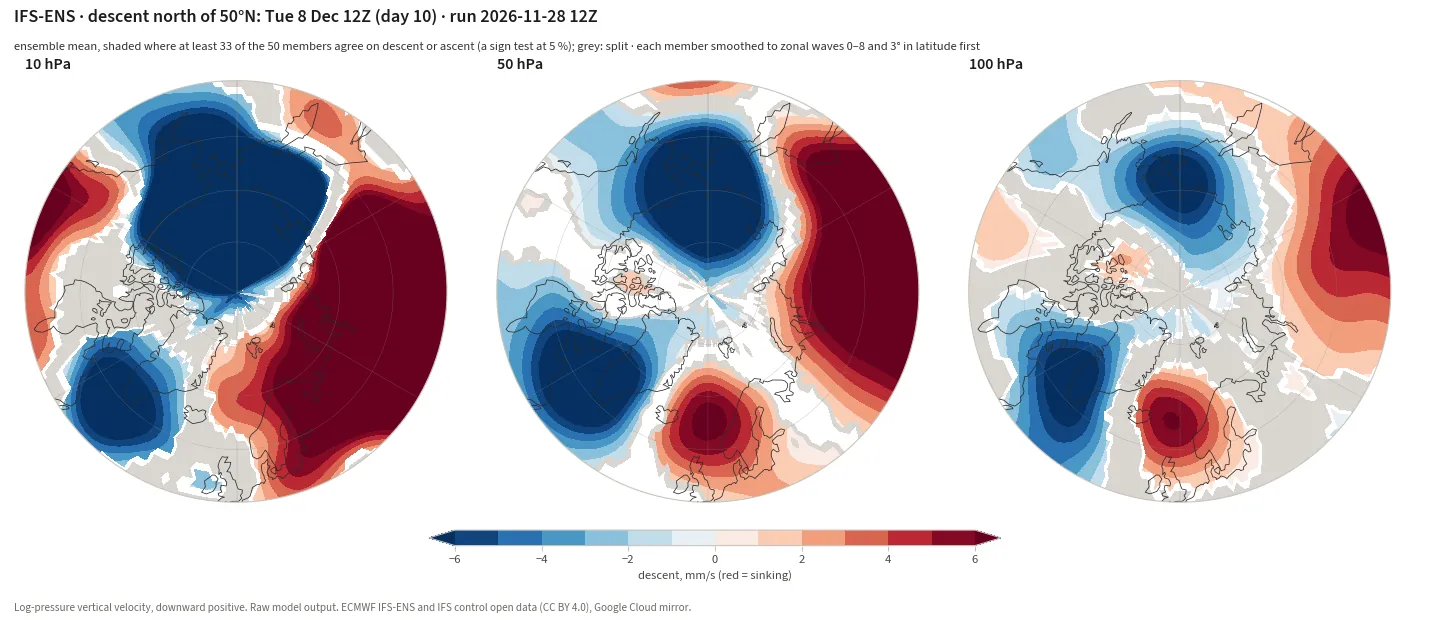 IFS-ENS · descent north of 50°N: Tue 8 Dec 12Z (day 10) · run 2026-11-28 12Z
ensemble mean, shaded where at least 33 of the 50 members agree on descent or ascent (a sign test at 5 %); grey: split · each member smoothed to zonal waves 0–8 and 3° in latitude first
10 hPa
50 hPa
100 hPa
−6 −4 −2 0 2 4 6
descent, mm/s (red = sinking)
Log-pressure vertical velocity, downward positive. Raw model output. ECMWF IFS-ENS and IFS control open data (CC BY 4.0), Google Cloud mirror.